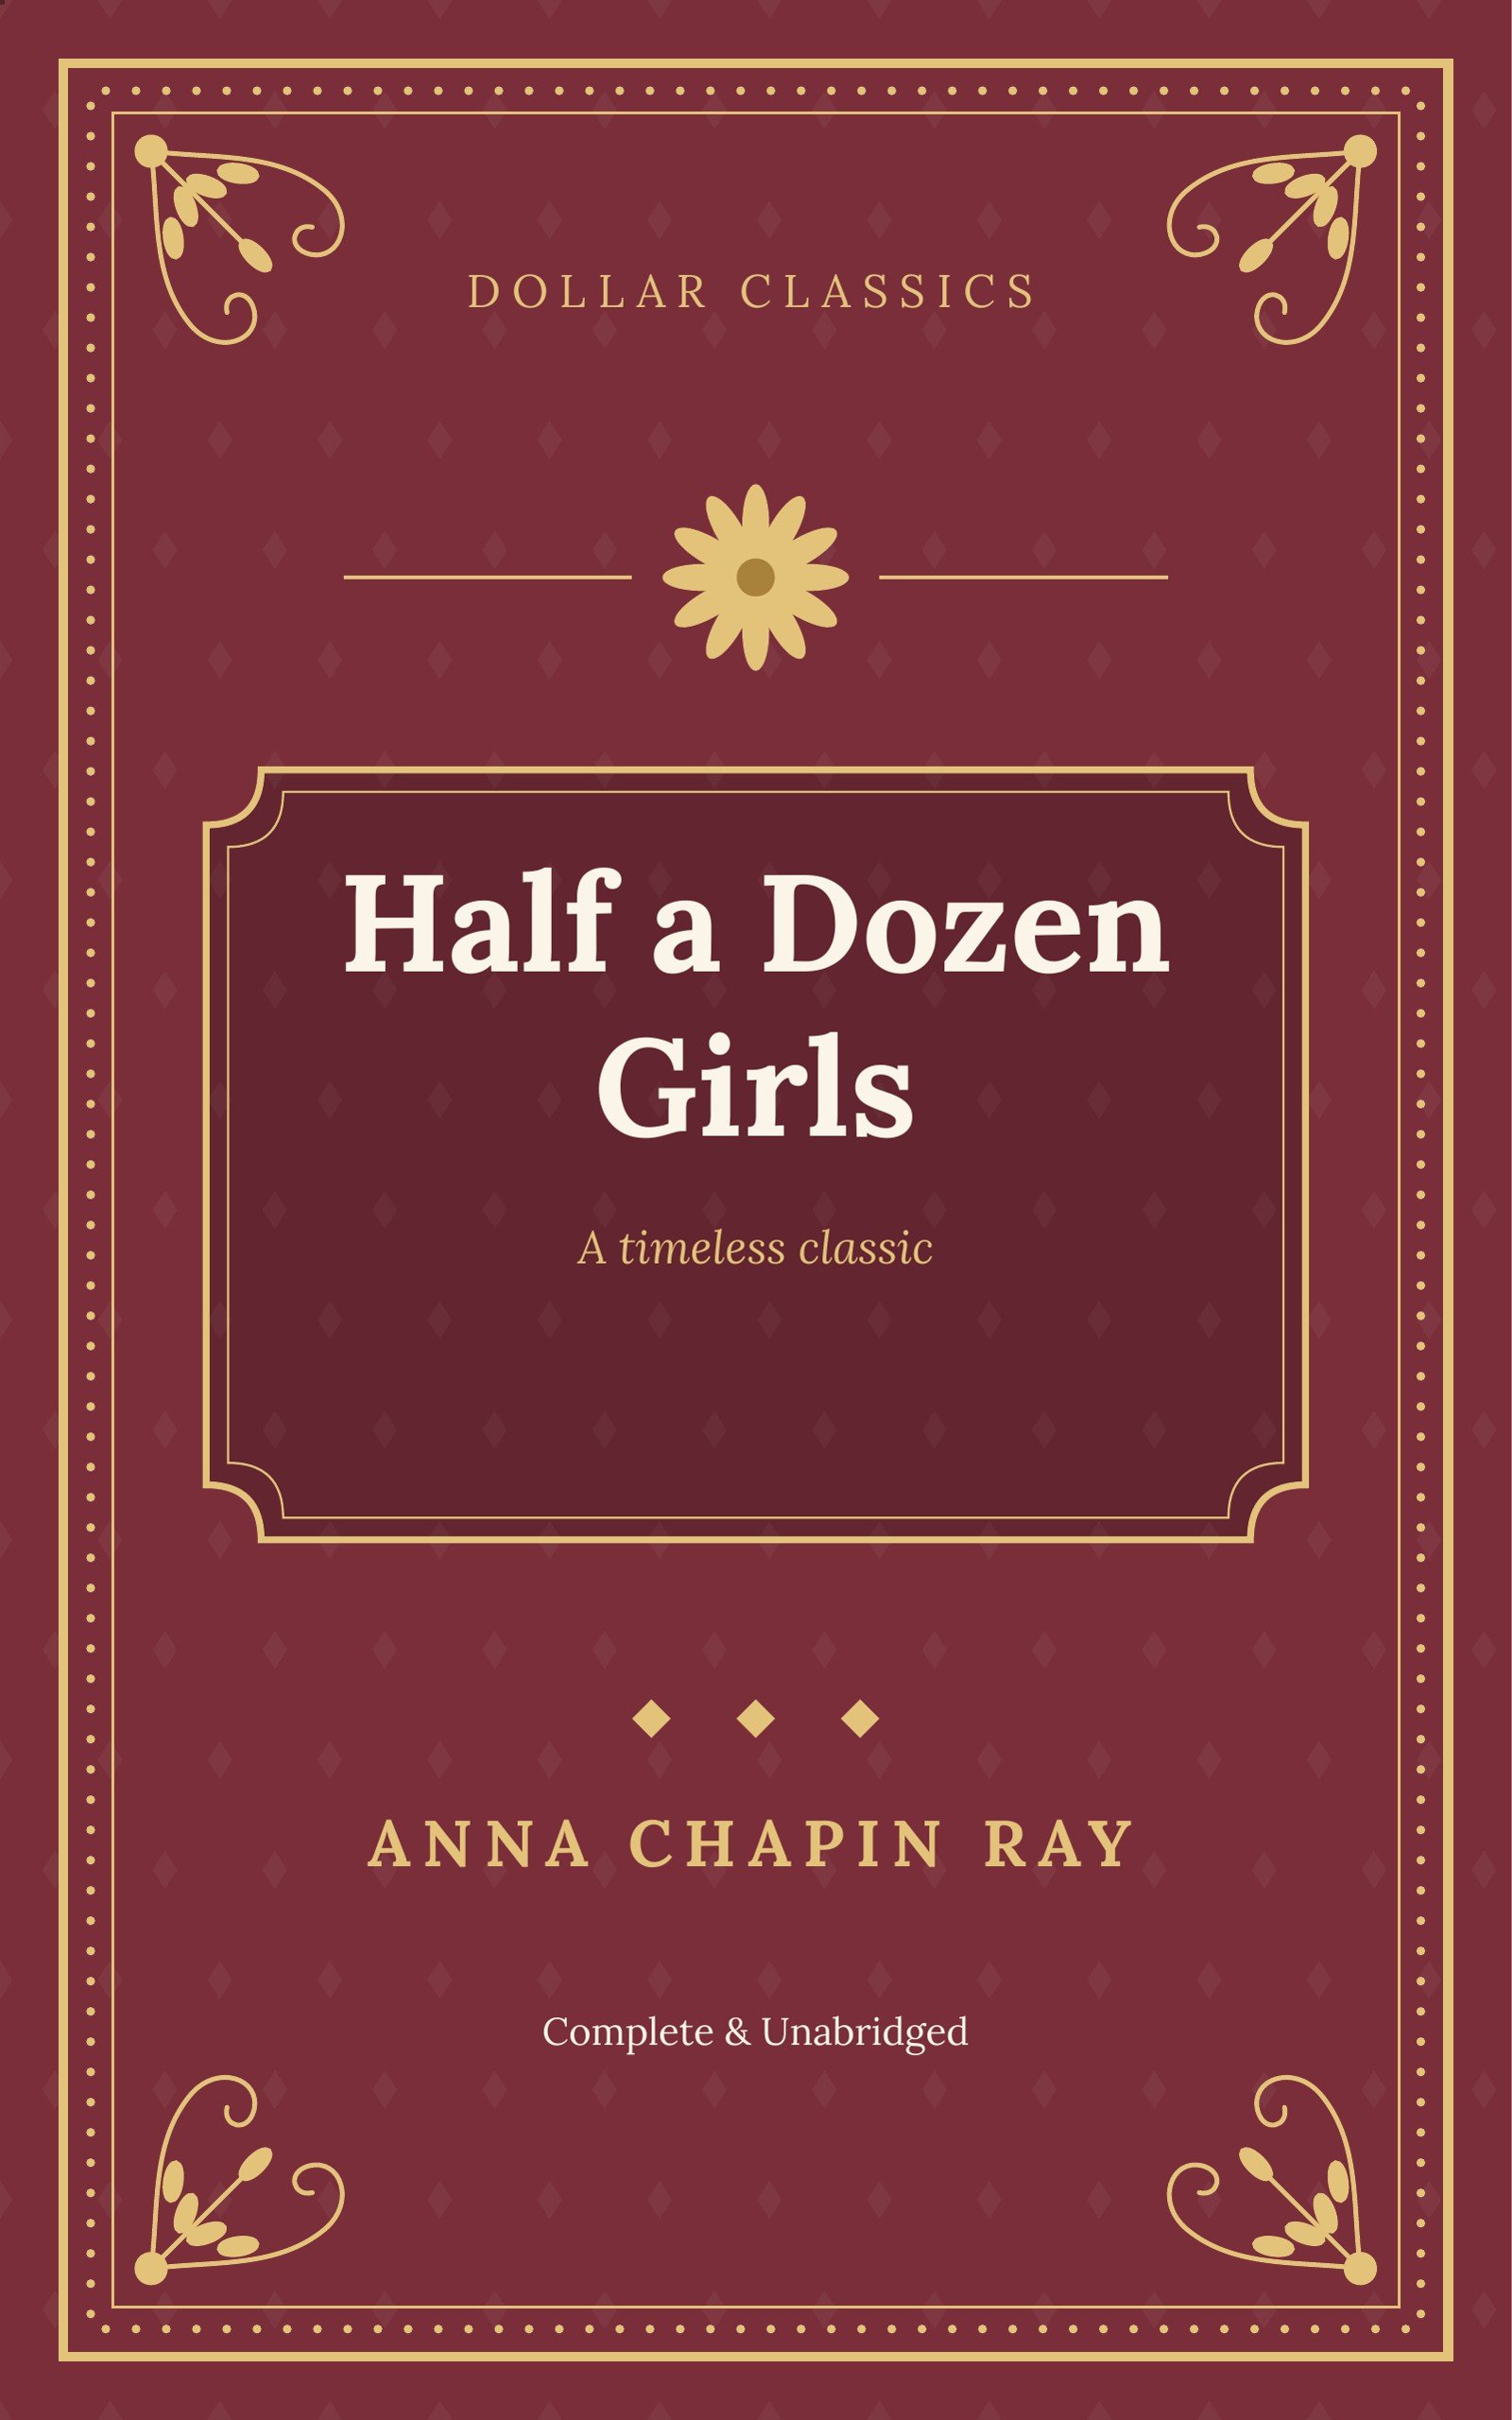 DOLLAR CLASSICS
Half a Dozen
Girls
A timeless classic
ANNA CHAPIN RAY
Complete & Unabridged